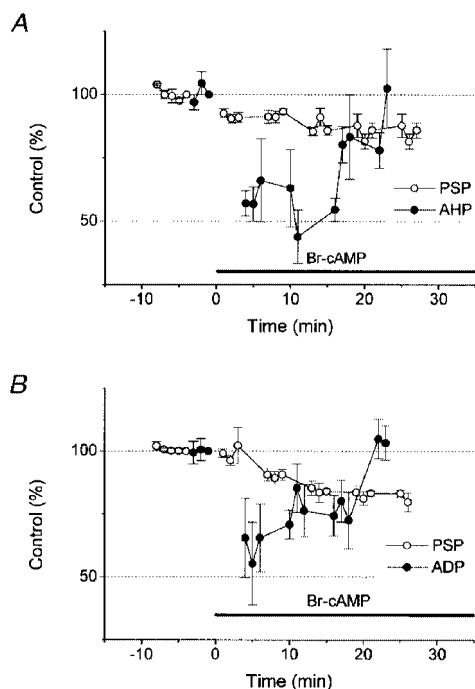 A
Control (%)
100
50
PSP
AHP
Br-cAMP
-10
0
10
20
30
Time (min)
B
Control (%)
100
50
PSP
ADP
Br-cAMP
-10
0
10
20
30
Time (min)